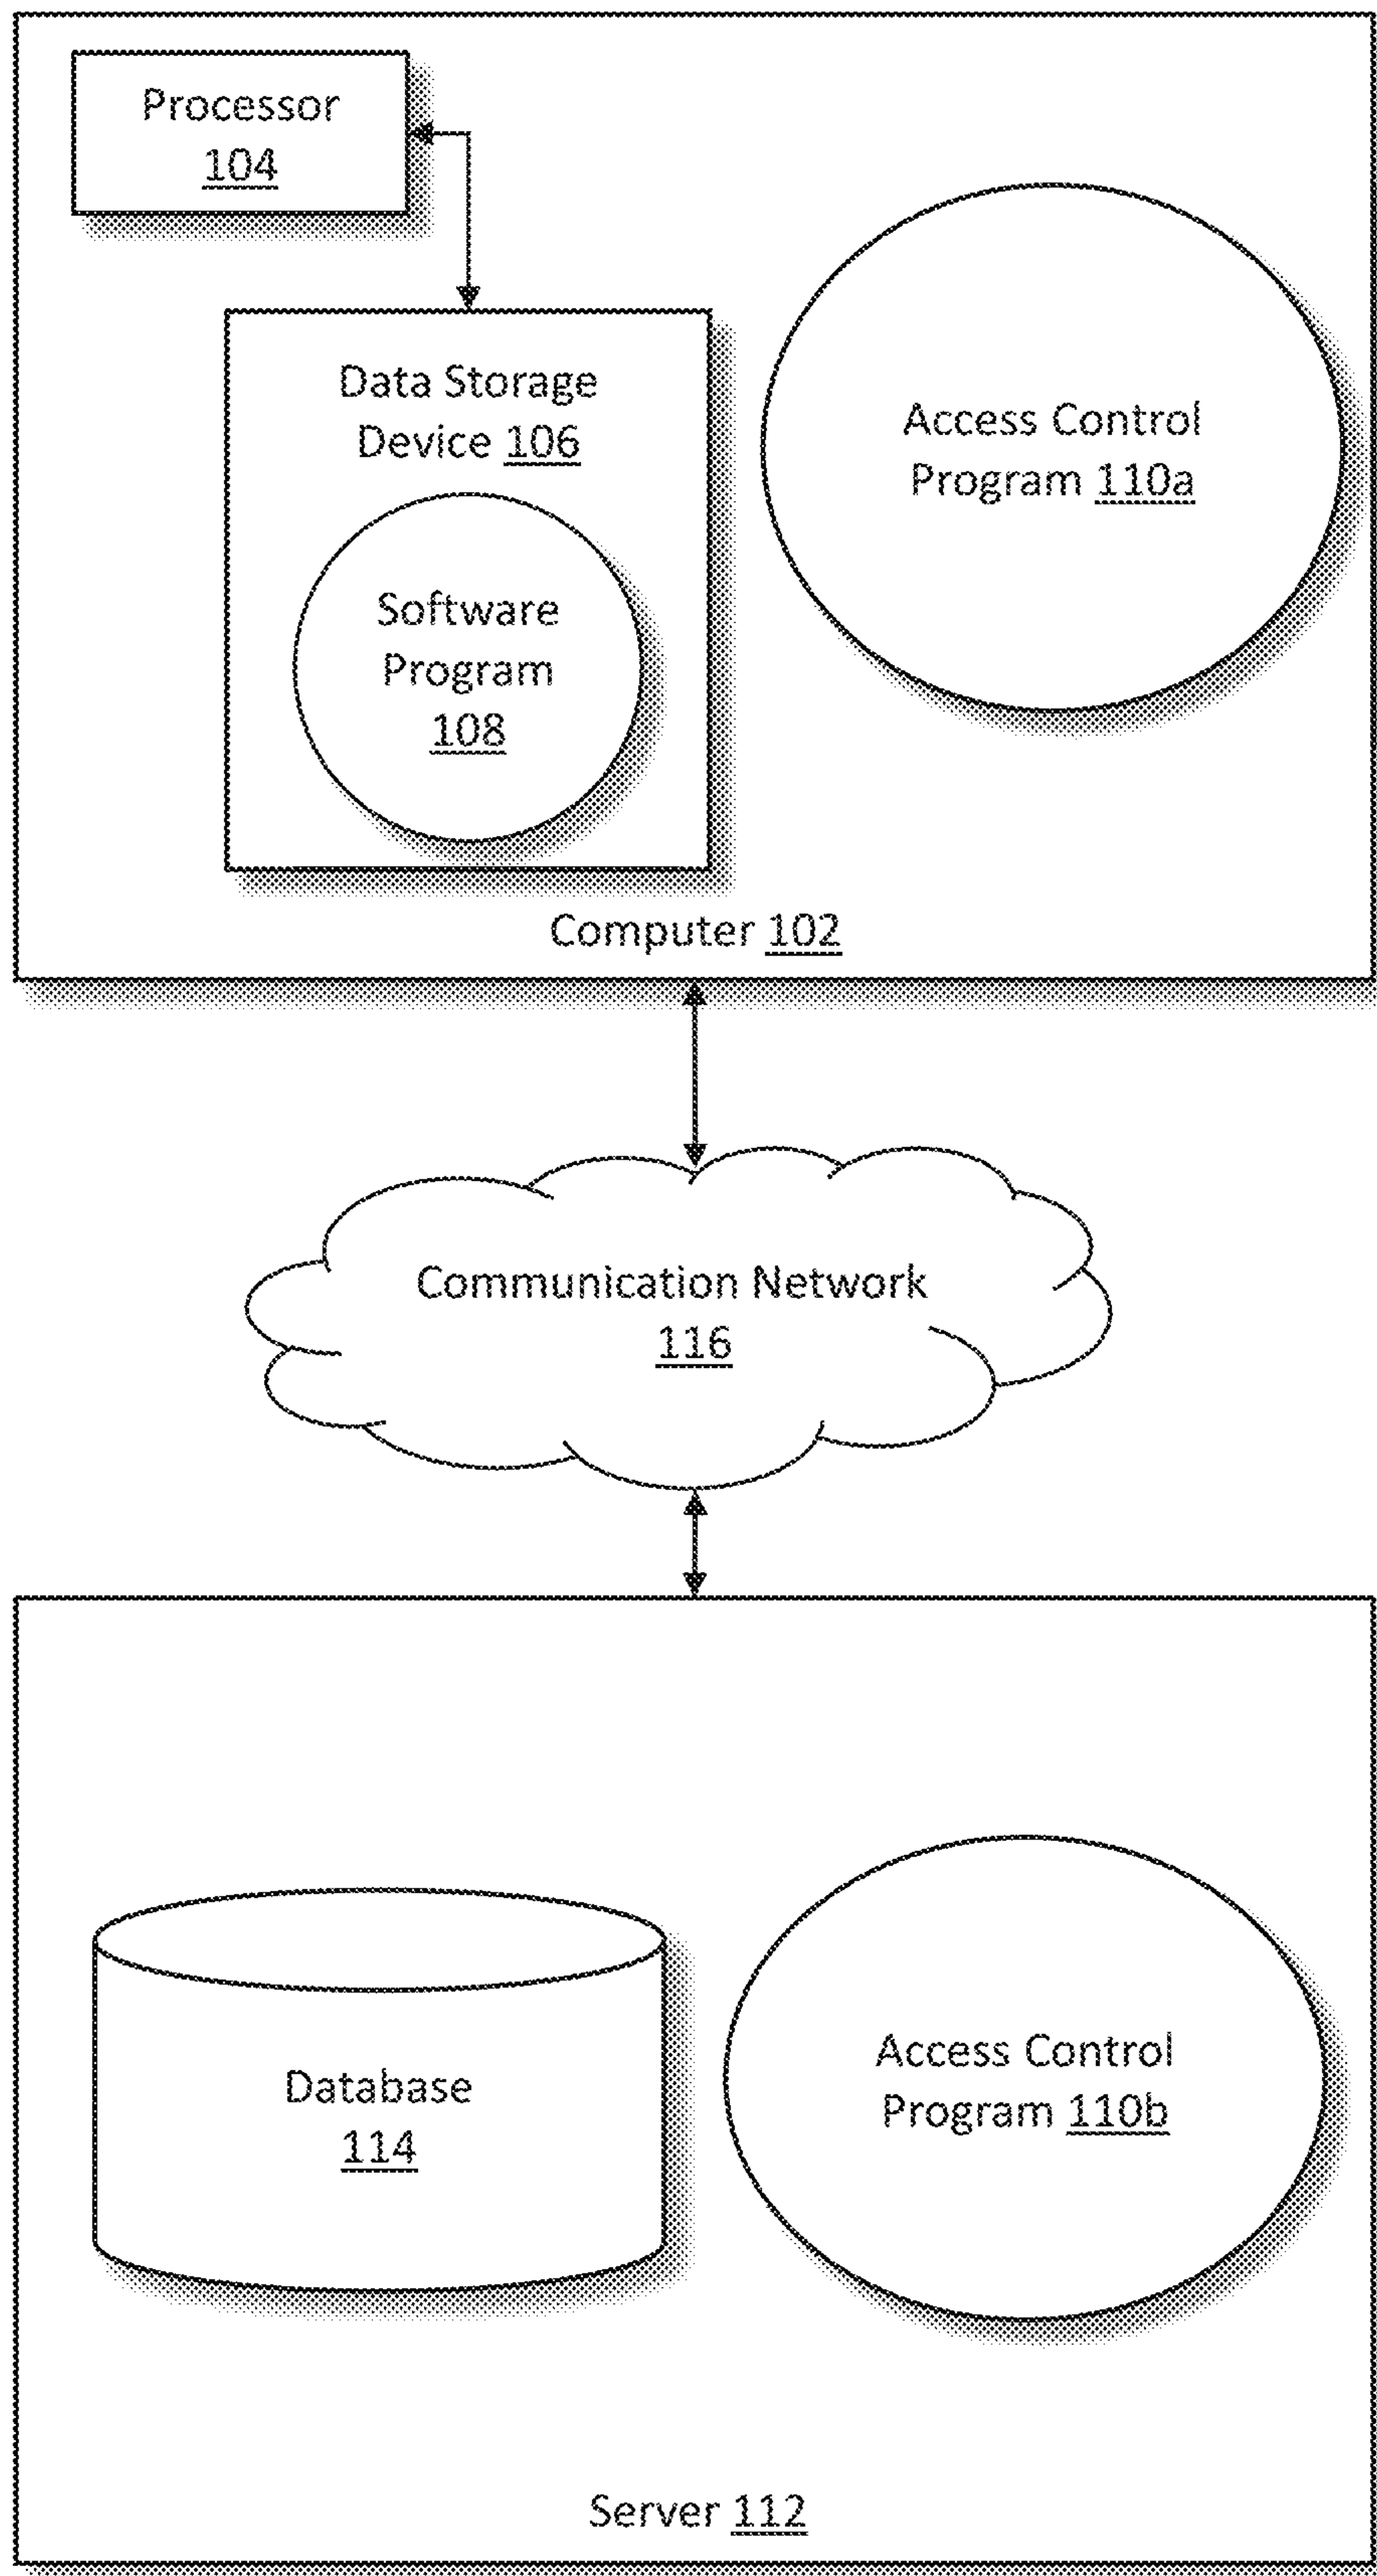 Processor
104
Data Storage
Device 106
Access Control
Program 110a
Software
Program
108
Computer 102
Communication Network
116
Database
114
Access Control
Program 110b
Server 112